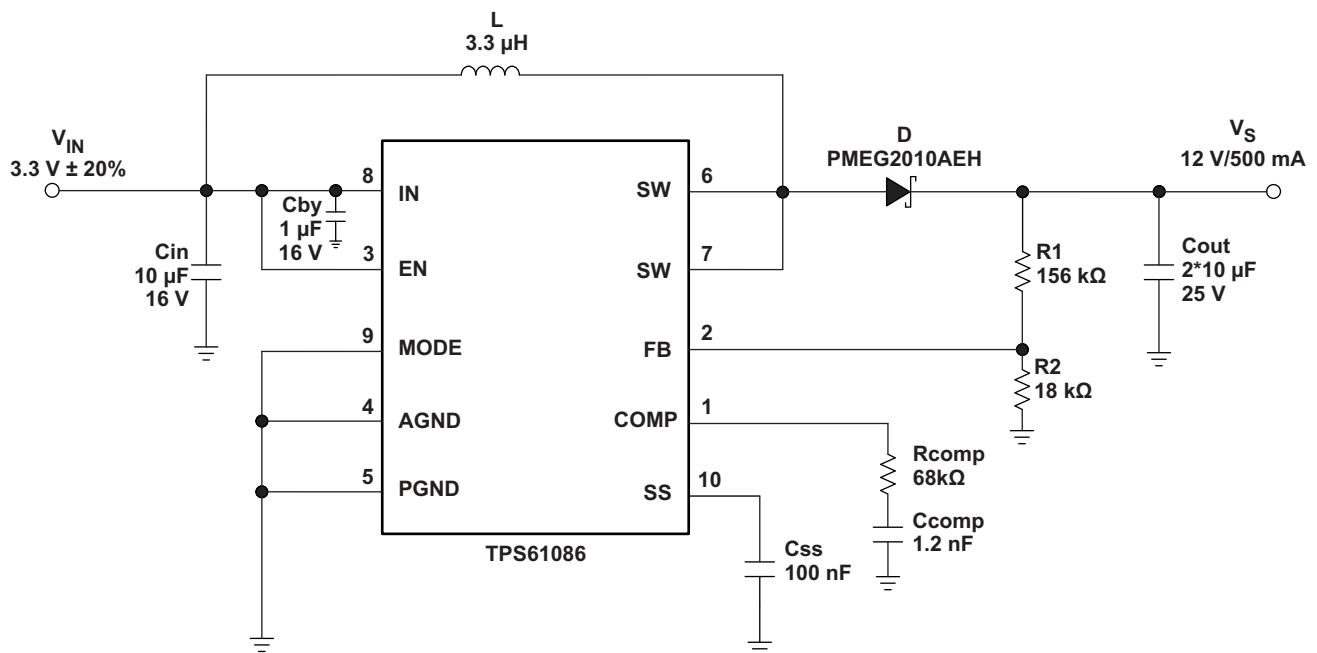 L
3.3 µH
V_IN
3.3 V ± 20%
D
PMEG2010AEH
V_S
12 V/500 mA
8
IN
SW
6
Cby
1 µF
16 V
3
EN
SW
7
Cin
10 µF
16 V
R1
156 kΩ
Cout
2*10 µF
25 V
9
MODE
FB
2
R2
18 kΩ
4
AGND
COMP
1
Rcomp
68kΩ
5
PGND
SS
10
Ccomp
1.2 nF
TPS61086
Css
100 nF